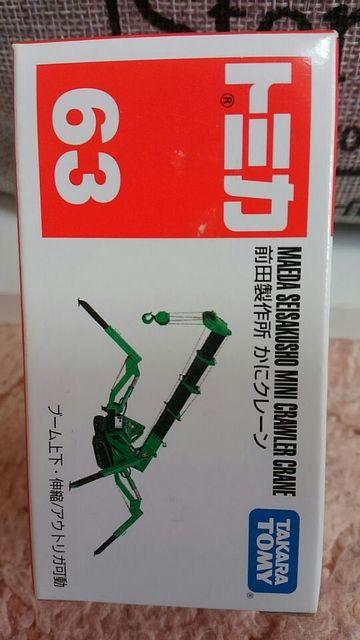 トミカ®
63
MAEDA SEISAKUSHO MINI CRAWLER CRANE
前田製作所 かにクレーン
ブーム上下・伸縮/アウトリガ可動
TAKARA
TOMY®